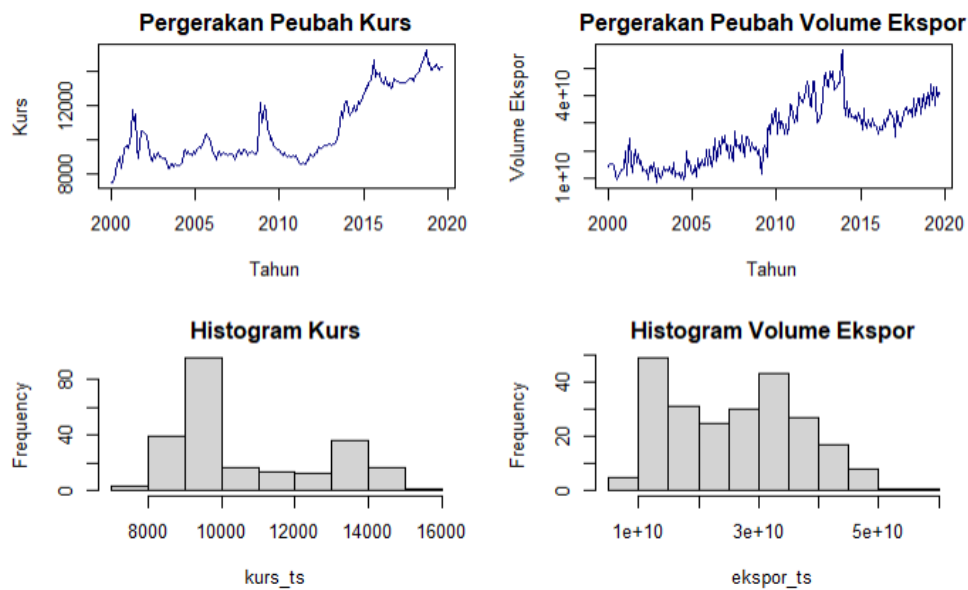 Pergerakan Peubah Kurs
Kurs
8000 12000
2000 2005 2010 2015 2020
Tahun
Pergerakan Peubah Volume Ekspor
Volume Ekspor
1e+10 4e+10
2000 2005 2010 2015 2020
Tahun
Histogram Kurs
Frequency
0 40 80
8000 10000 12000 14000 16000
kurs_ts
Histogram Volume Ekspor
Frequency
0 20 40
1e+10 3e+10 5e+10
ekspor_ts